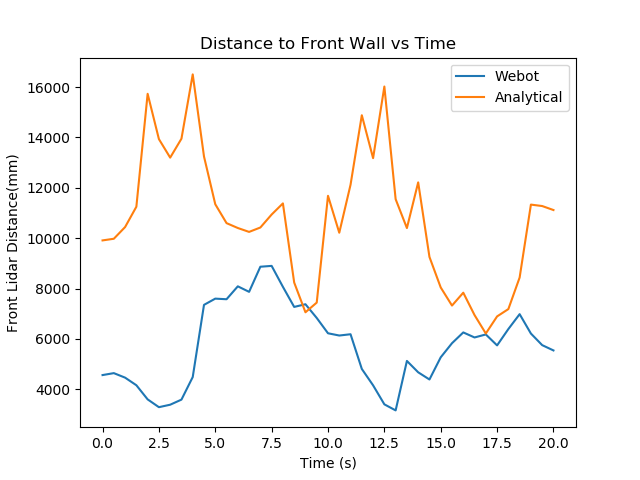 Distance to Front Wall vs Time
Webot
Analytical
Front Lidar Distance(mm)
16000
14000
12000
10000
8000
6000
4000
0.0 2.5 5.0 7.5 10.0 12.5 15.0 17.5 20.0
Time (s)